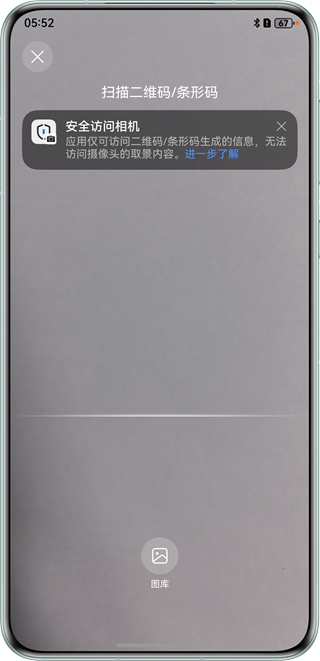 05:52
67
扫描二维码/条形码
安全访问相机
应用仅可访问二维码/条形码生成的信息，无法
访问摄像头的取景内容。进一步了解
图库